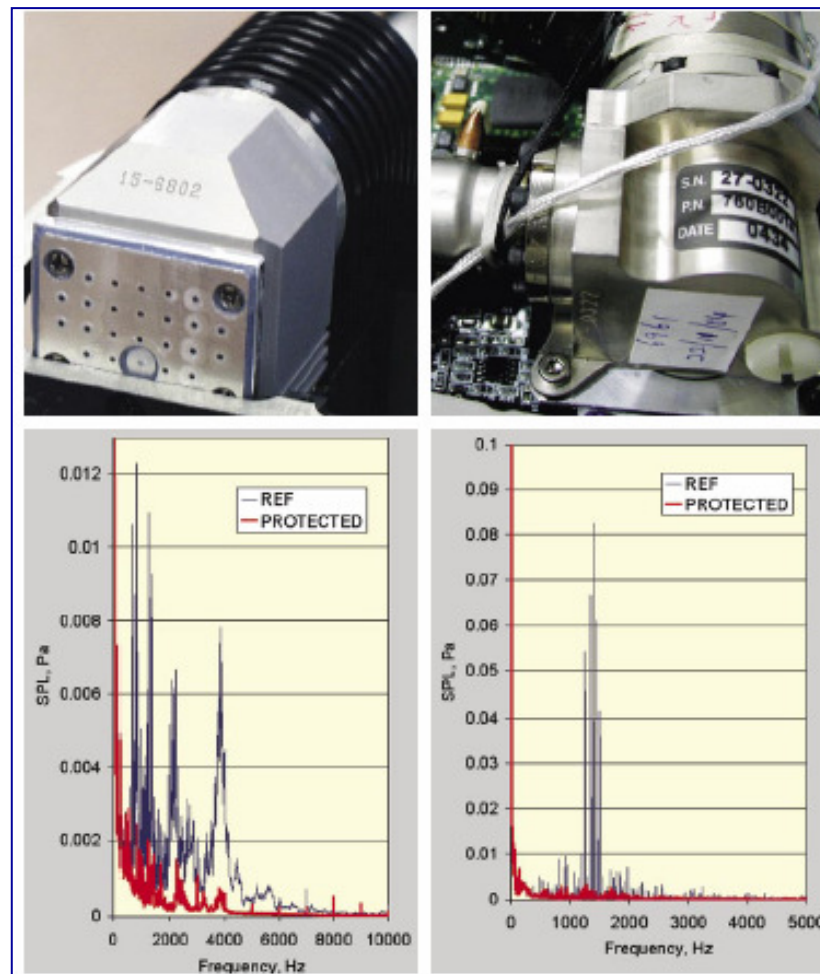 15-6802
S.N. 27-0322
P.N. 760B001
DATE 0434
0.012
0.01
0.008
0.006
0.004
0.002
0
SPL, Pa
REF
PROTECTED
0 2000 4000 6000 8000 10000
Frequency, Hz
0.1
0.09
0.08
0.07
0.06
0.05
0.04
0.03
0.02
0.01
0
SPL, Pa
REF
PROTECTED
0 1000 2000 3000 4000 5000
Frequency, Hz